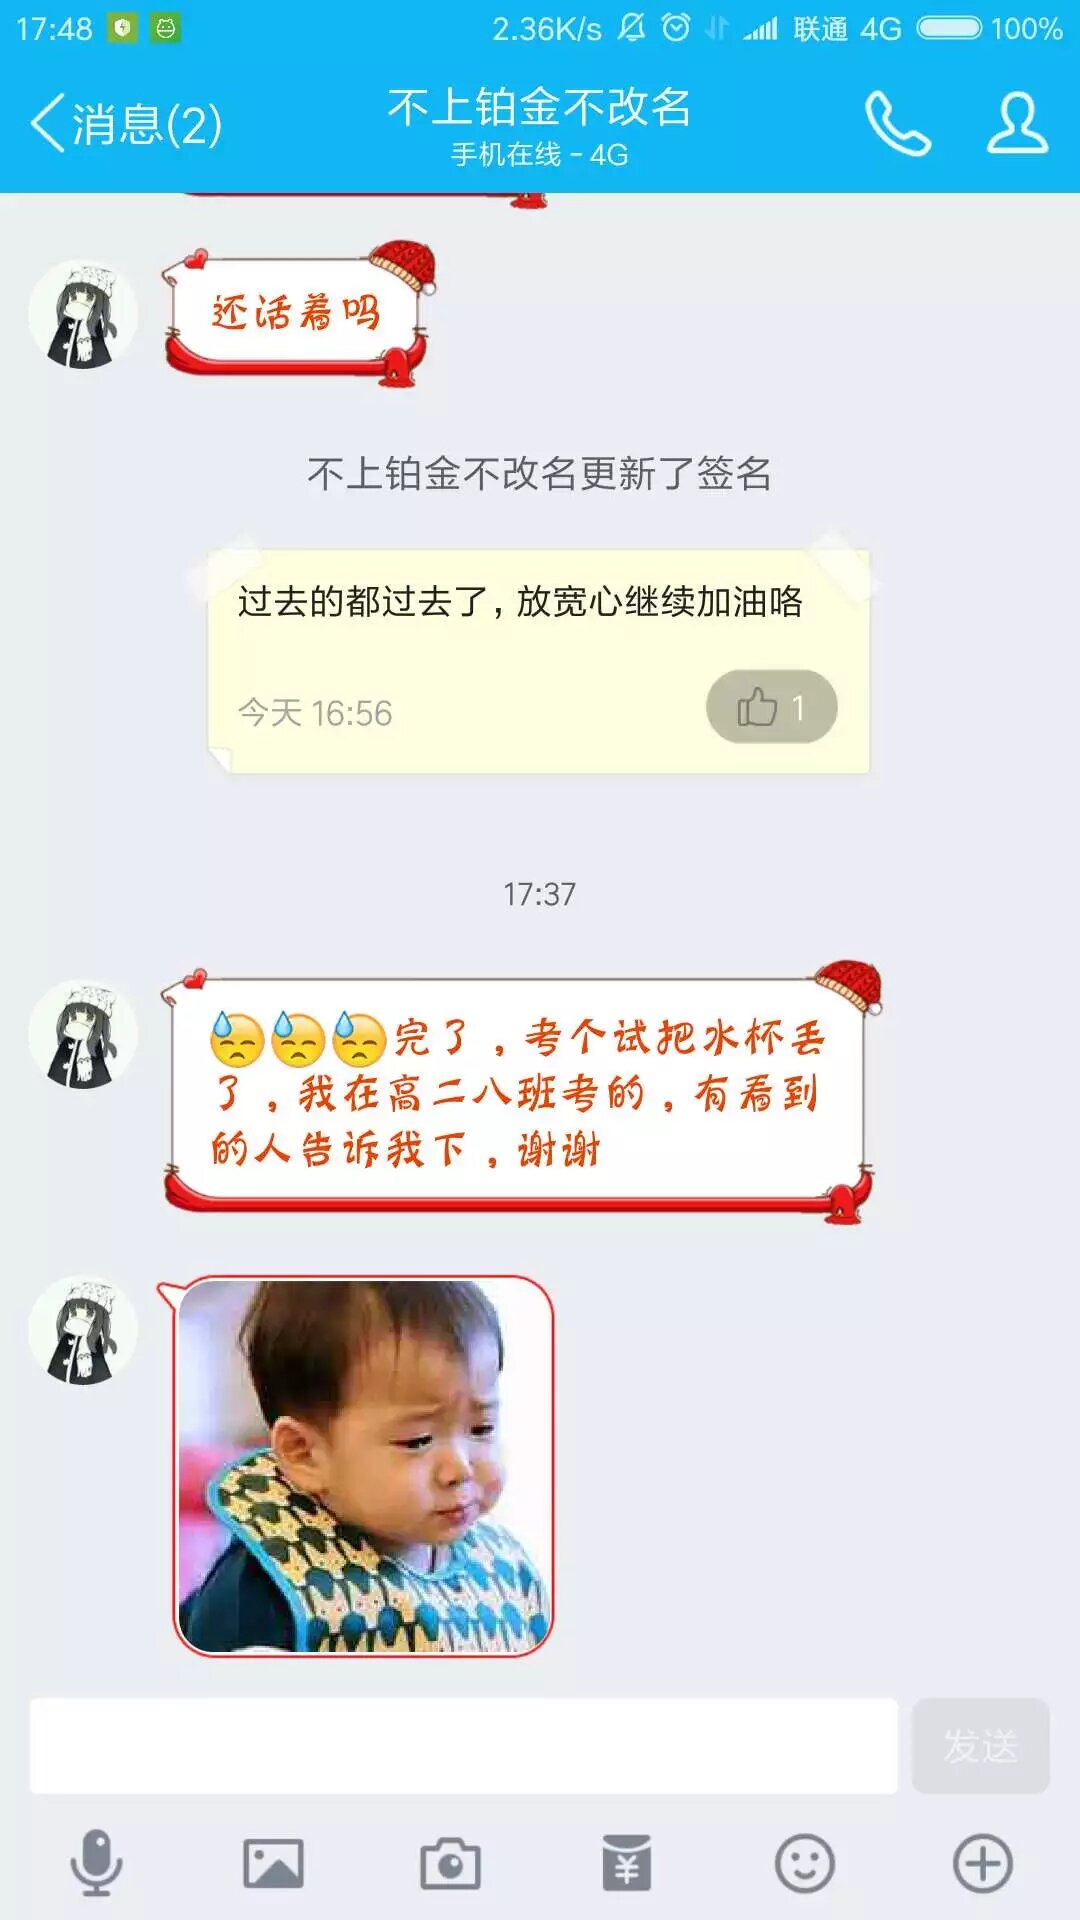 17:48 2.36K/s 联通 4G 100%
消息(2)
不上铂金不改名
手机在线 - 4G
还活着吗
不上铂金不改名更新了签名
过去的都过去了，放宽心继续加油咯
今天 16:56
1
17:37
完了，考个试把水杯丢
了，我在高二八班考的，有看到
的人告诉我下，谢谢
发送